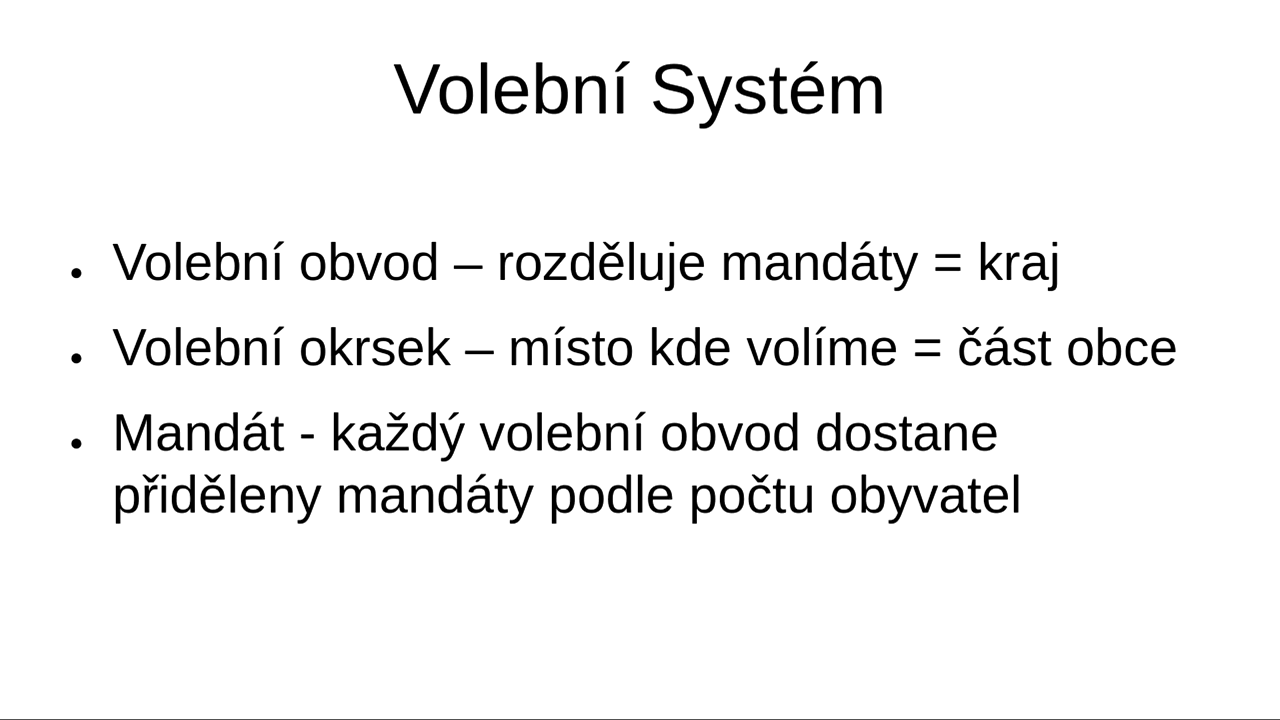 Volební Systém
● Volební obvod – rozděluje mandáty = kraj
● Volební okrsek – místo kde volíme = část obce
● Mandát - každý volební obvod dostane
přiděleny mandáty podle počtu obyvatel